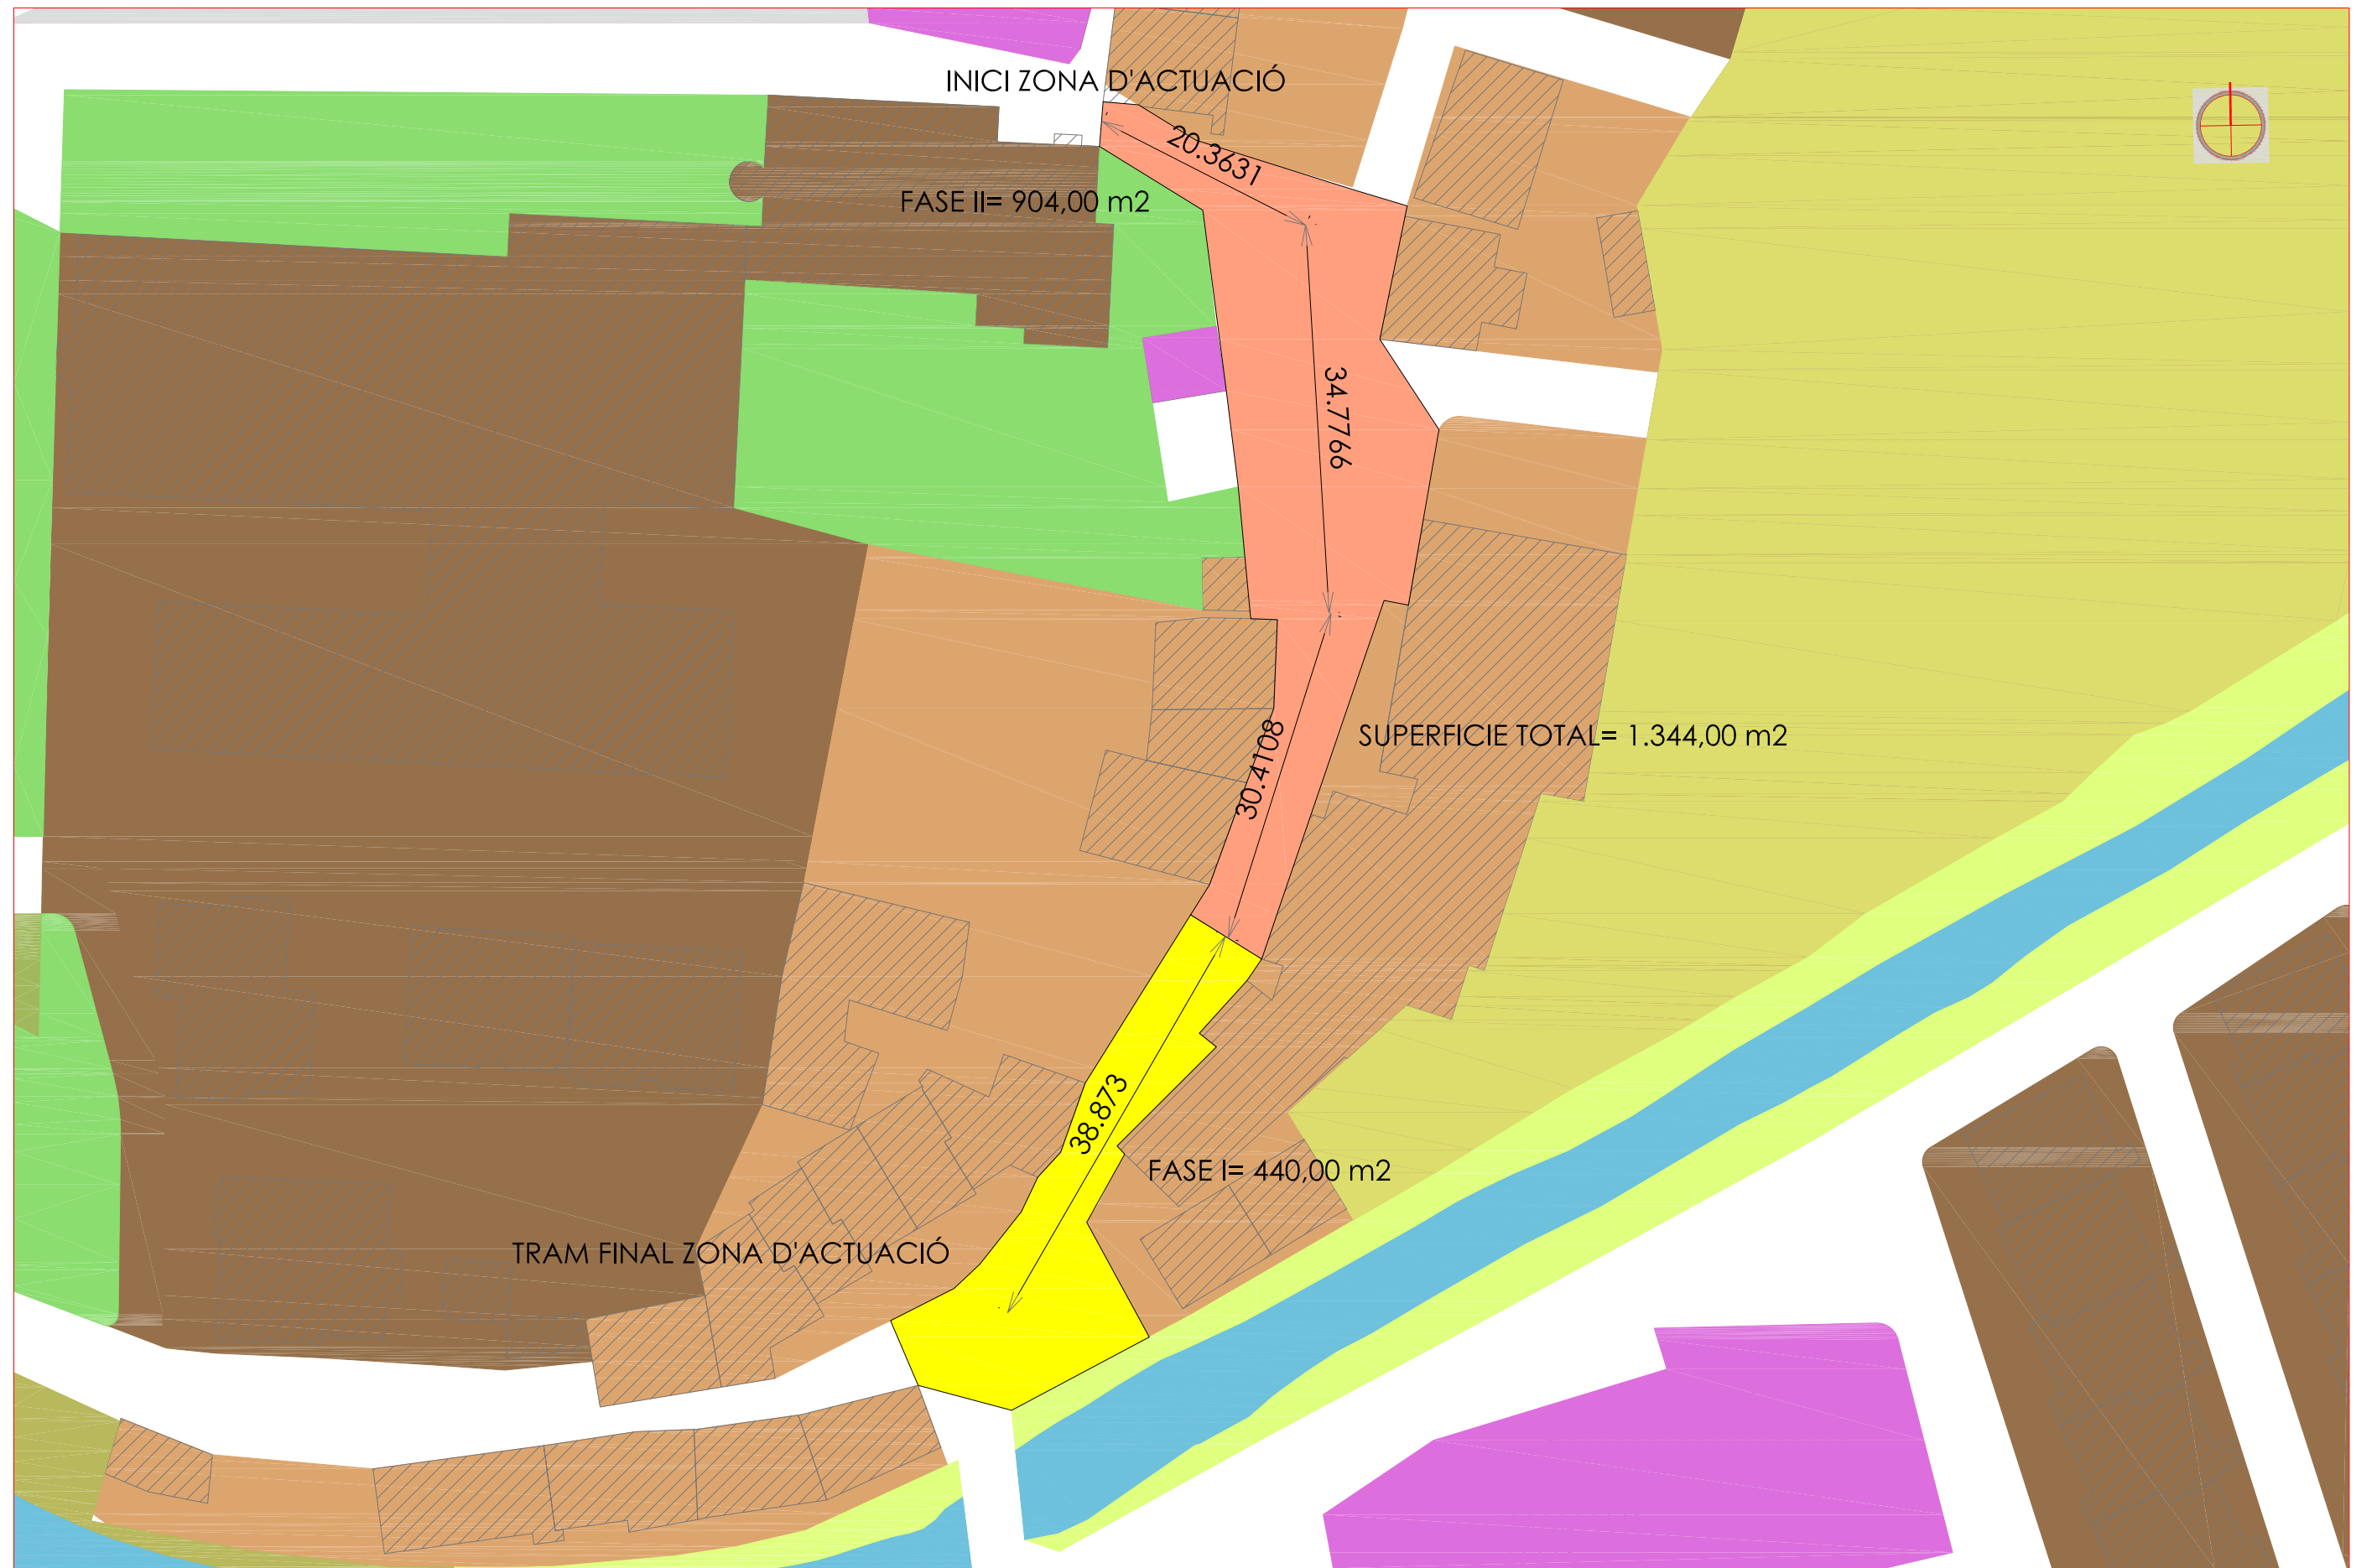 INICI ZONA D'ACTUACIÓ
20.3631
FASE II= 904,00 m2
34.7766
30.4108
SUPERFICIE TOTAL= 1.344,00 m2
38.873
FASE I= 440,00 m2
TRAM FINAL ZONA D'ACTUACIÓ